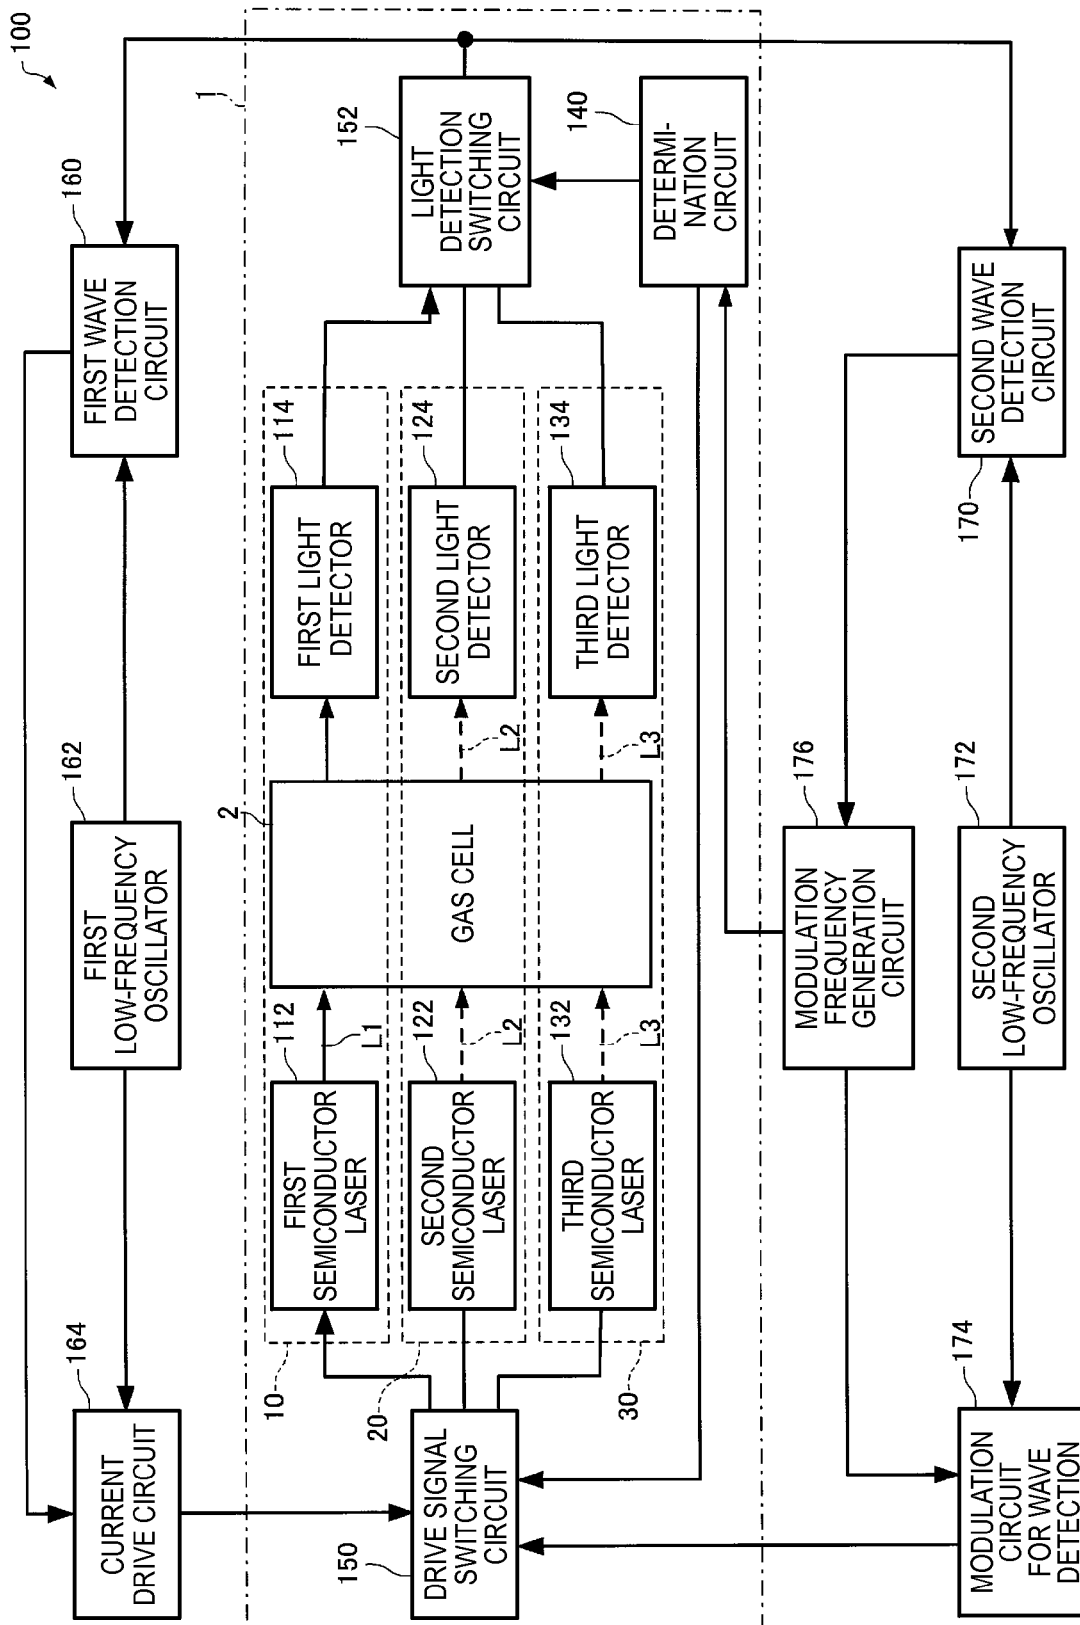 100
1
160
FIRST WAVE
DETECTION
CIRCUIT
162
FIRST
LOW-FREQUENCY
OSCILLATOR
164
CURRENT
DRIVE CIRCUIT
152
LIGHT
DETECTION
SWITCHING
CIRCUIT
140
DETERMI-
NATION
CIRCUIT
114
FIRST LIGHT
DETECTOR
124
SECOND LIGHT
DETECTOR
134
THIRD LIGHT
DETECTOR
2
GAS CELL
L2
L3
112
FIRST
SEMICONDUCTOR
LASER
L1
122
SECOND
SEMICONDUCTOR
LASER
L2
132
THIRD
SEMICONDUCTOR
LASER
L3
10
20
30
150
DRIVE SIGNAL
SWITCHING
CIRCUIT
170
SECOND WAVE
DETECTION
CIRCUIT
176
MODULATION
FREQUENCY
GENERATION
CIRCUIT
172
SECOND
LOW-FREQUENCY
OSCILLATOR
174
MODULATION
CIRCUIT
FOR WAVE
DETECTION